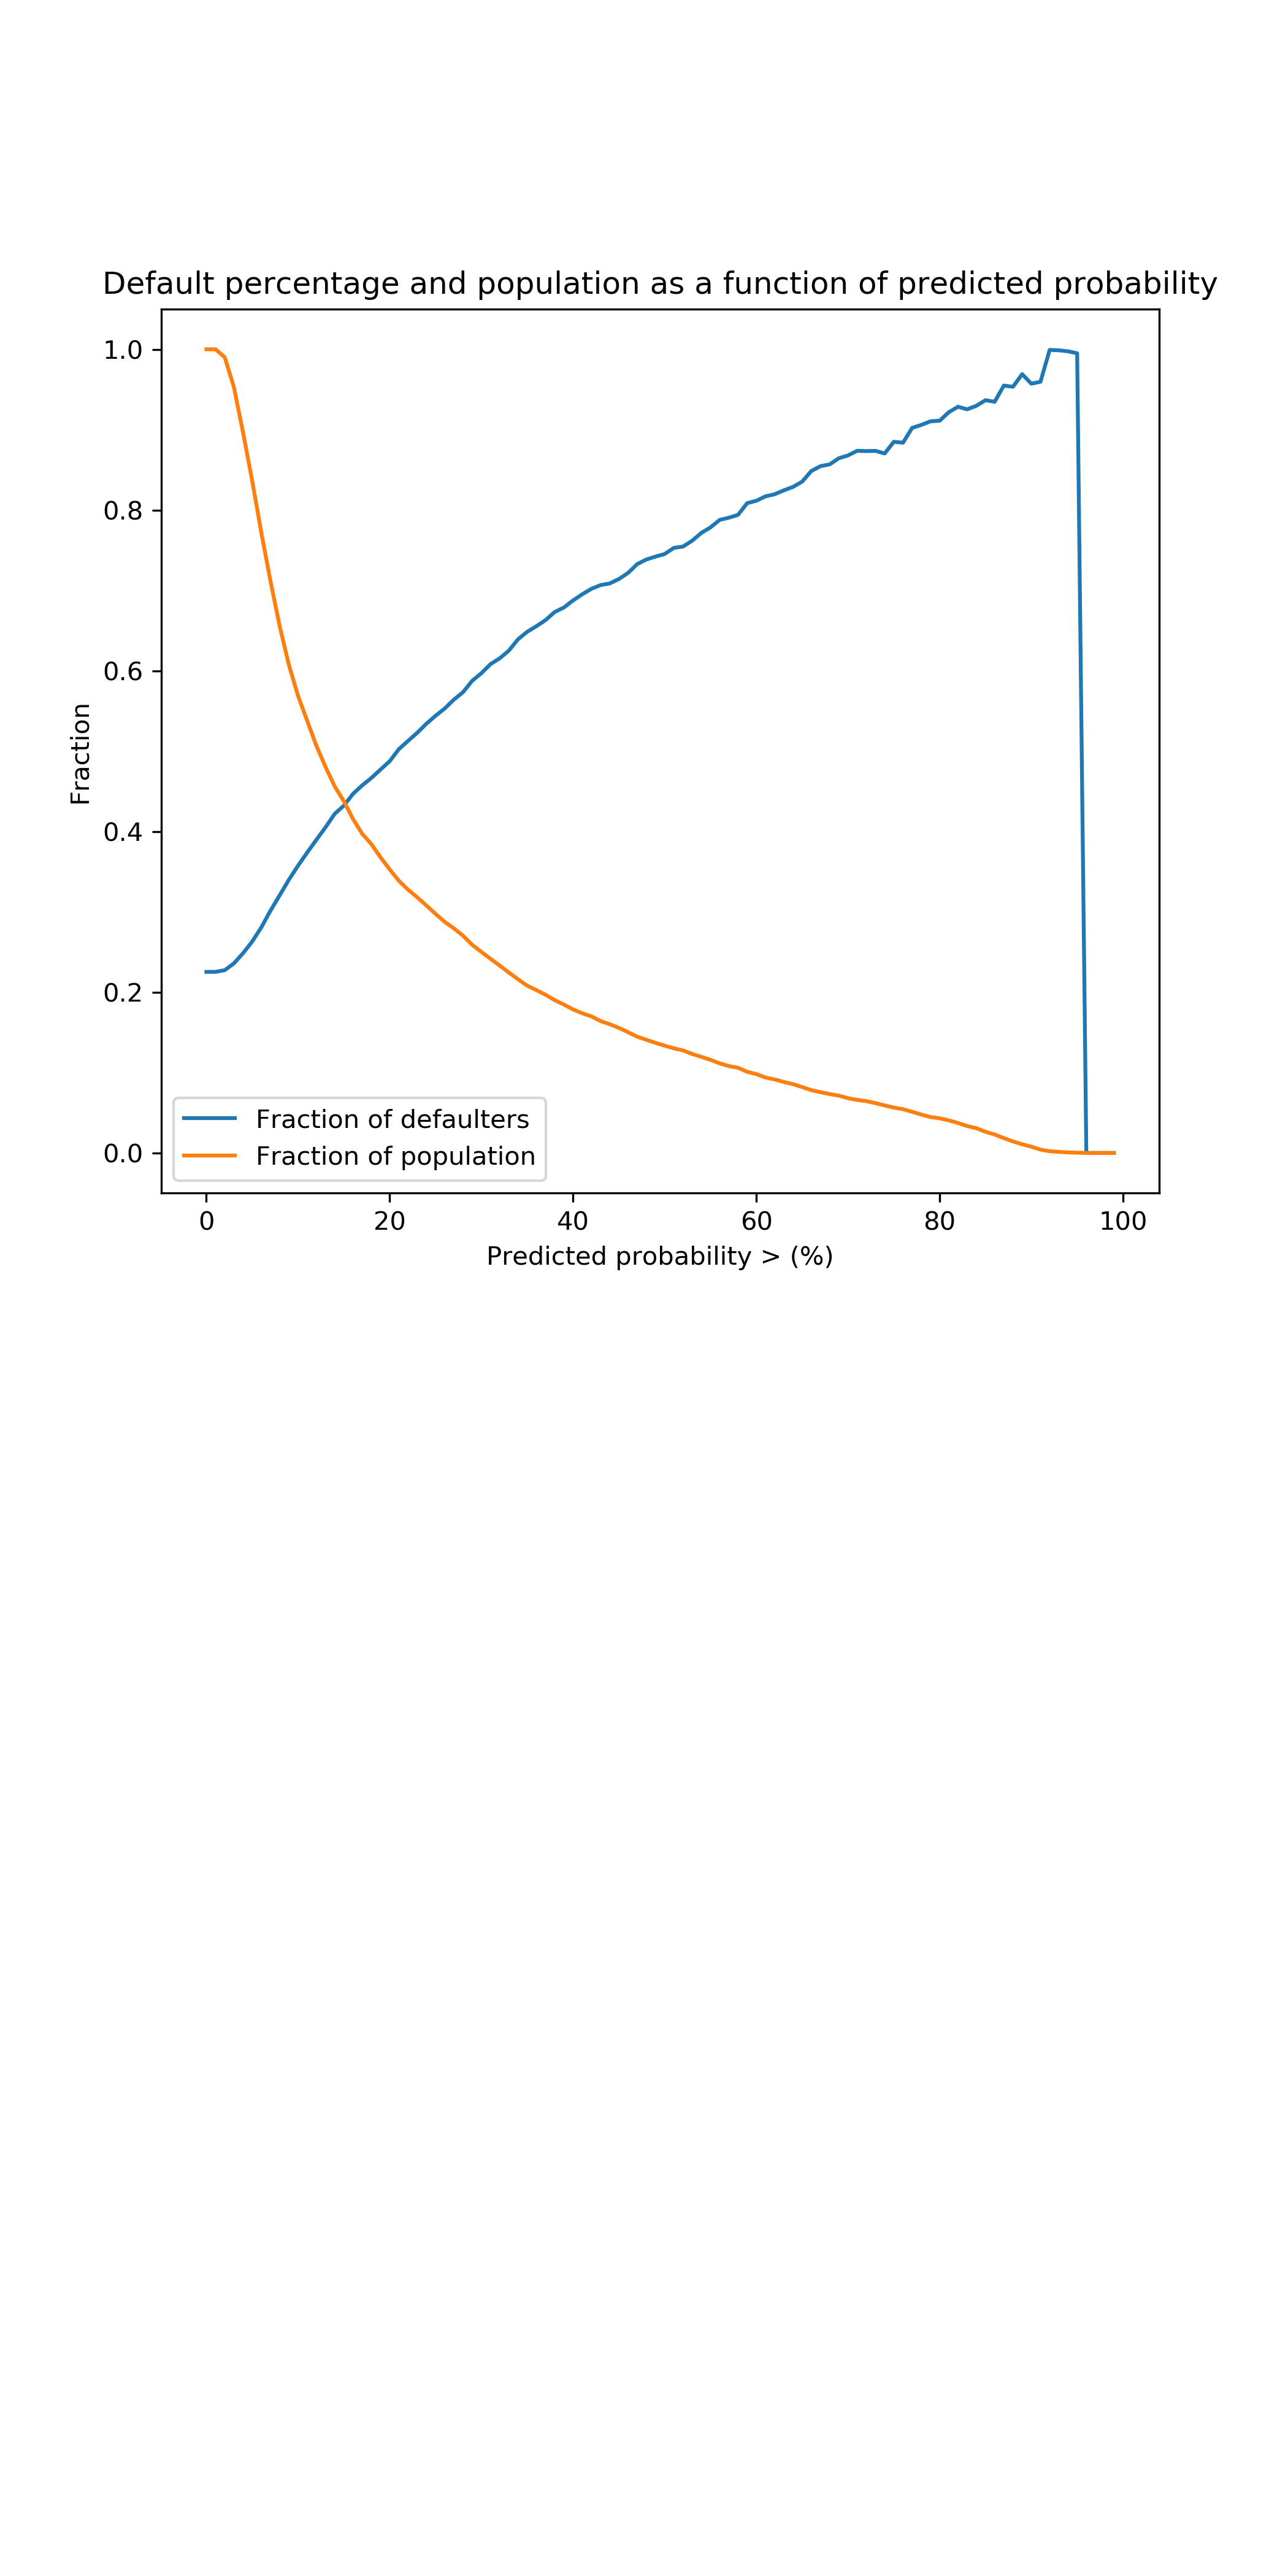 Default percentage and population as a function of predicted probability
1.0
0.8
0.6
0.4
0.2
0.0
Fraction
Fraction of defaulters
Fraction of population
0 20 40 60 80 100
Predicted probability > (%)